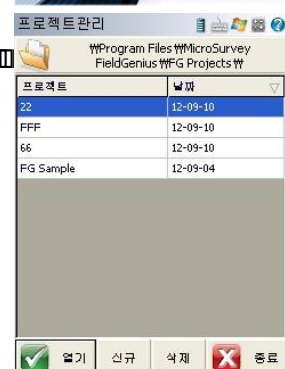 프로젝트관리
₩Program Files₩MicroSurvey
FieldGenius₩FG Projects₩
프로젝트 날짜
22 12-09-10
FFF 12-09-10
66 12-09-10
FG Sample 12-09-04
열기 신규 삭제 종료